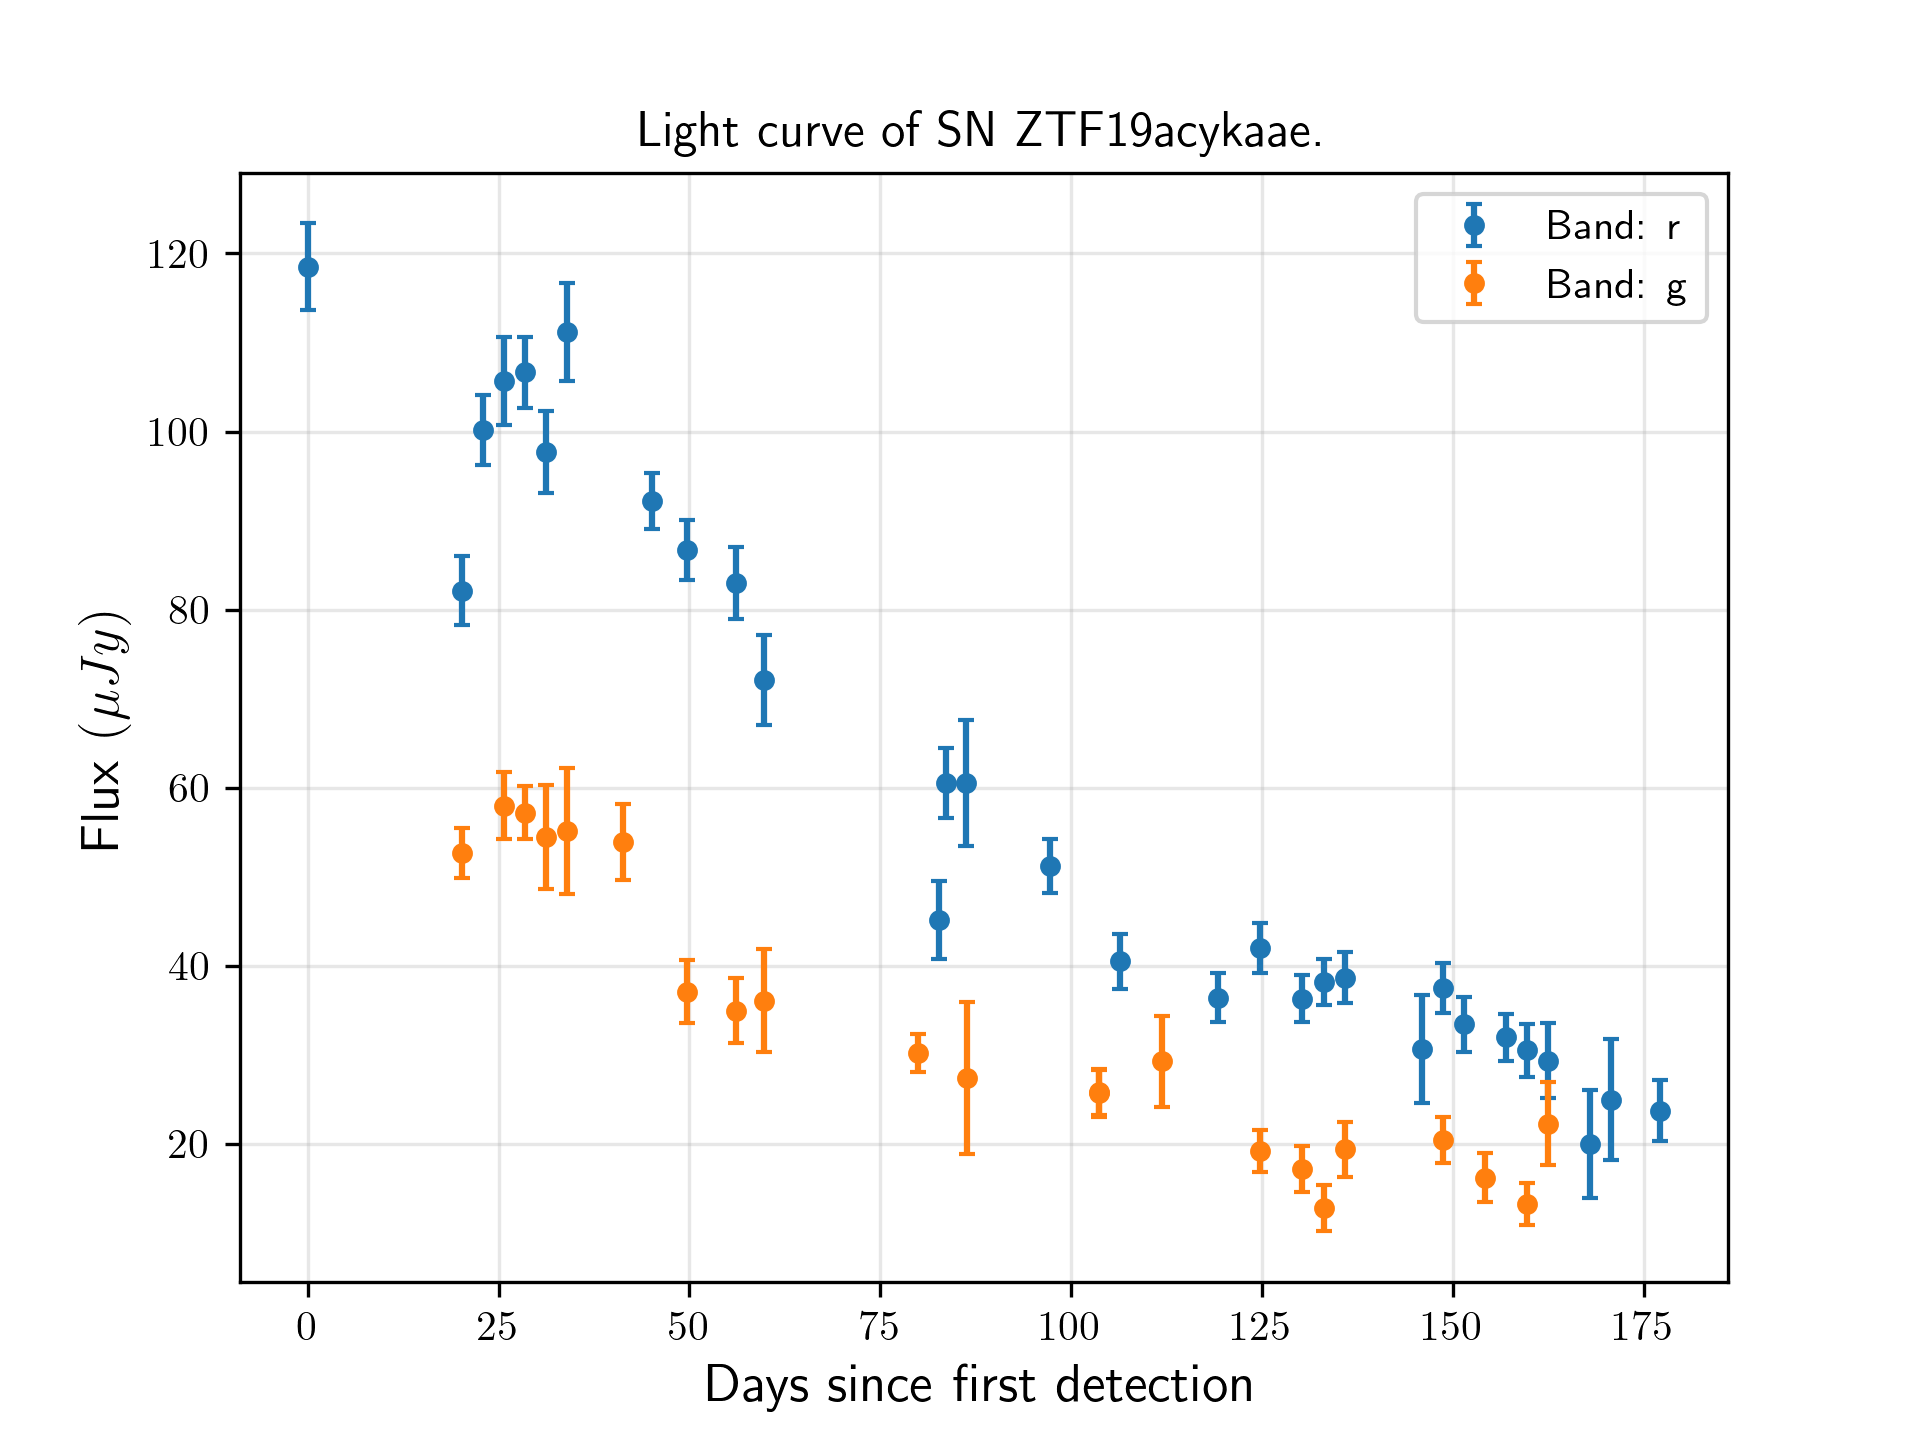 Light curve of SN ZTF19acykaae.
Band: r
Band: g
120
100
80
60
40
20
Flux (μJy)
0 25 50 75 100 125 150 175
Days since first detection